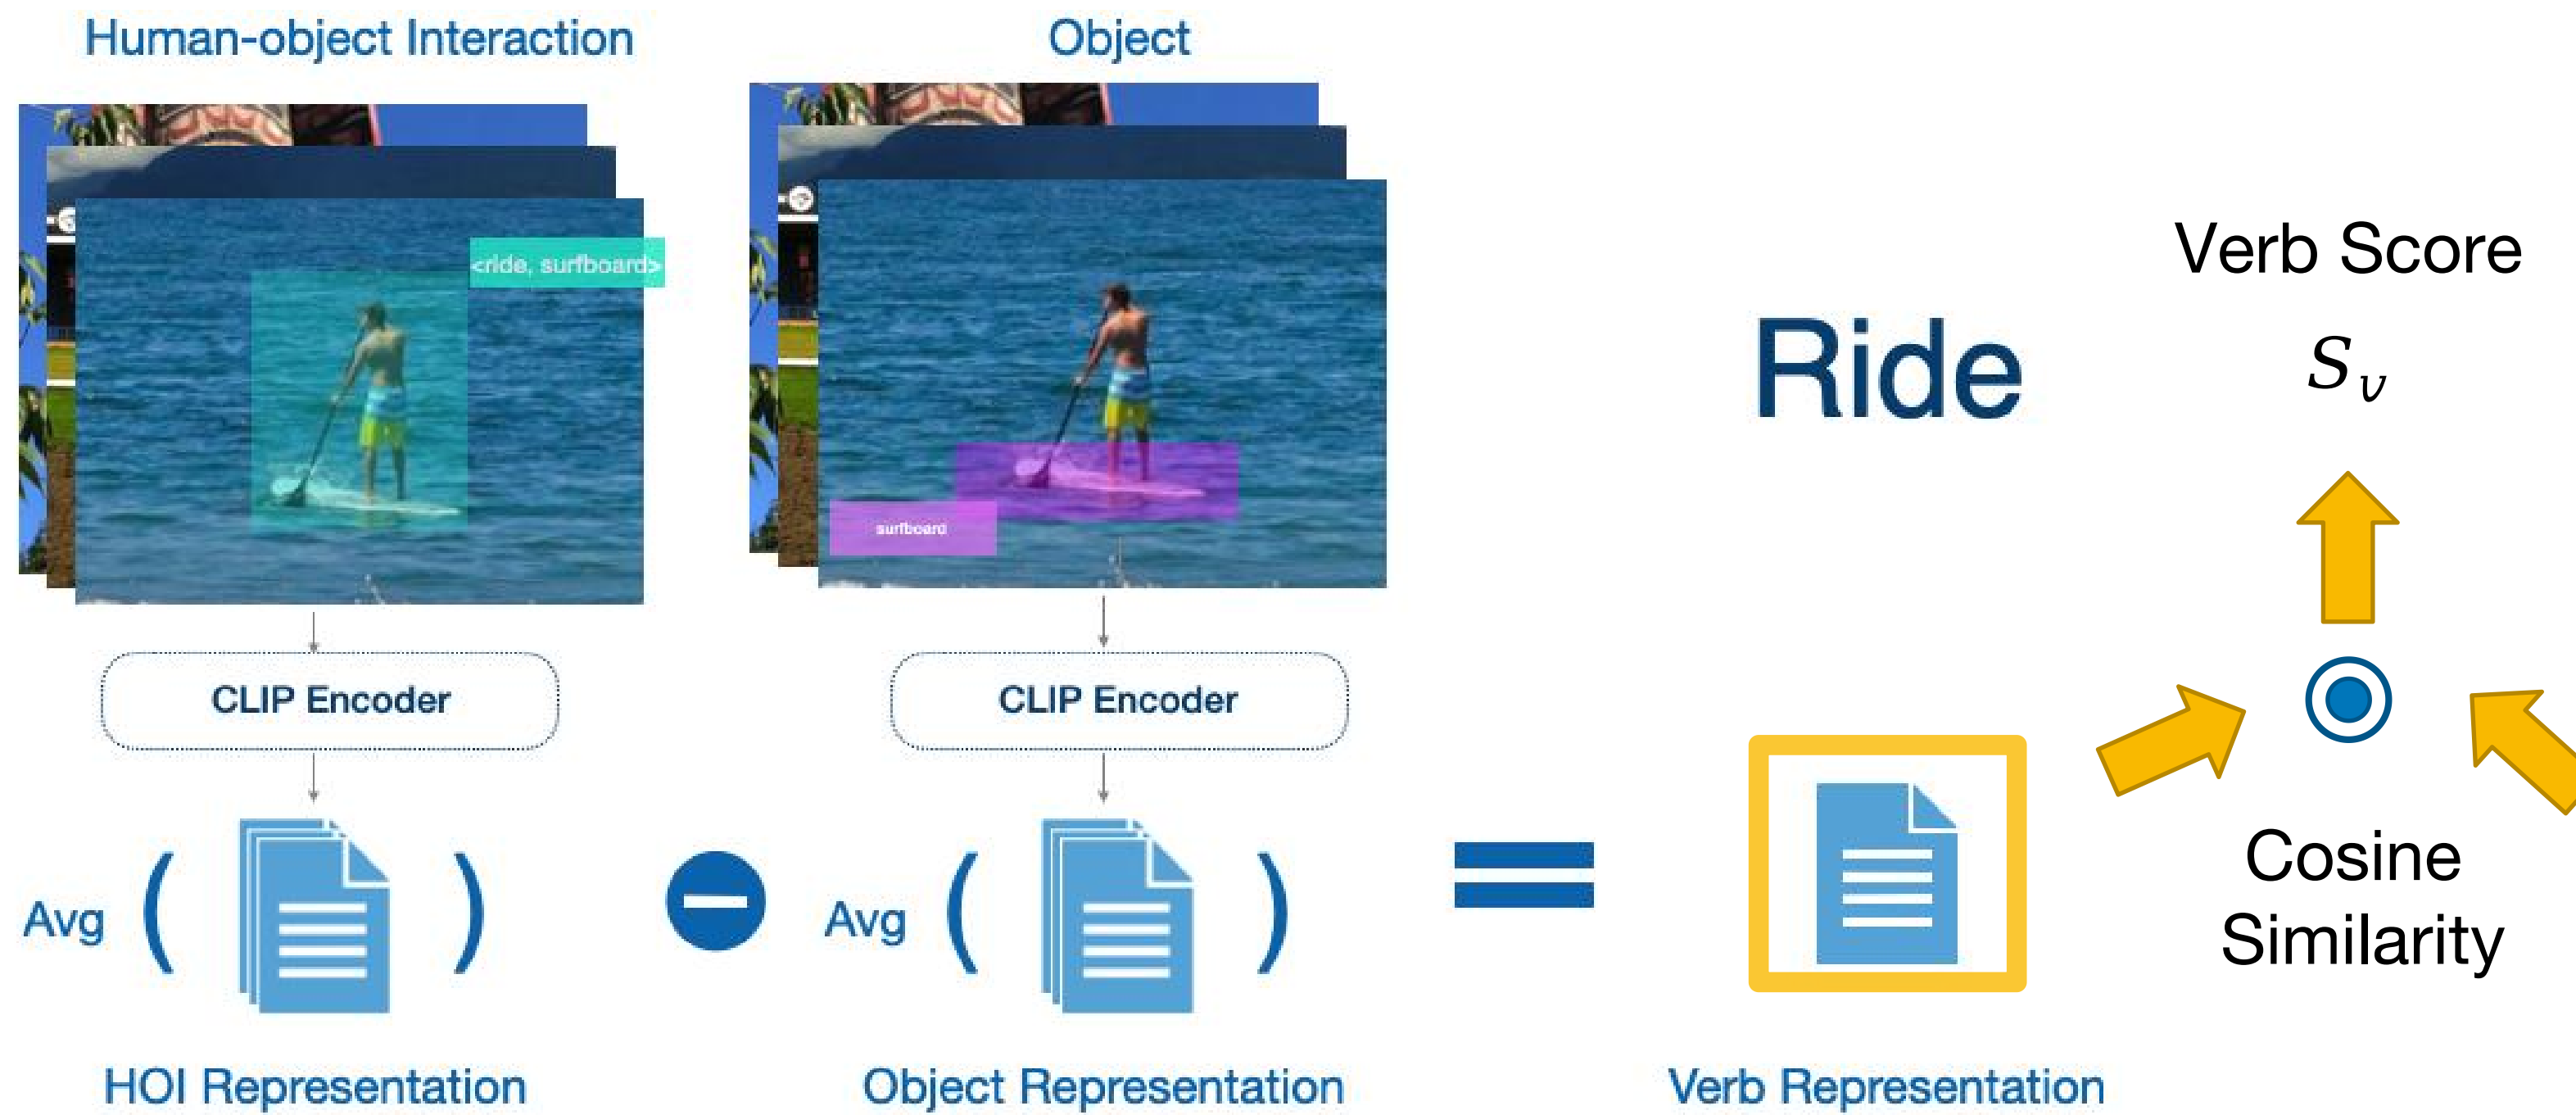 Human-object Interaction
Object
<ride, surfboard>
surfboard
Ride
Verb Score
S_v
CLIP Encoder
CLIP Encoder
Avg ( )
Avg ( )
Cosine
Similarity
HOI Representation
Object Representation
Verb Representation